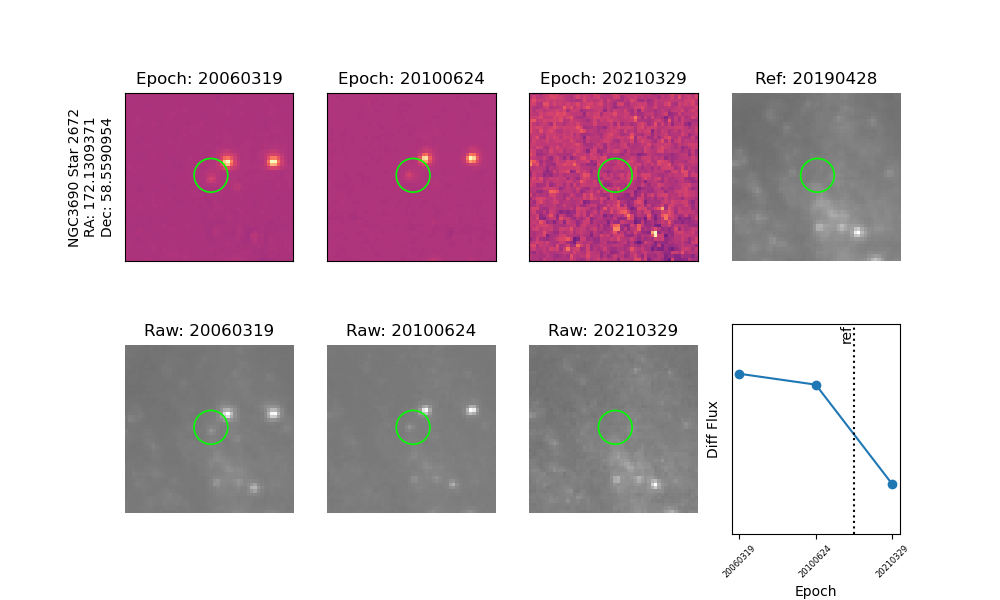 NGC3690 Star 2672
RA: 172.1309371
Dec: 58.5590954
Epoch: 20060319
Epoch: 20100624
Epoch: 20210329
Ref: 20190428
Raw: 20060319
Raw: 20100624
Raw: 20210329
ref
Diff Flux
20060319
20100624
20210329
Epoch